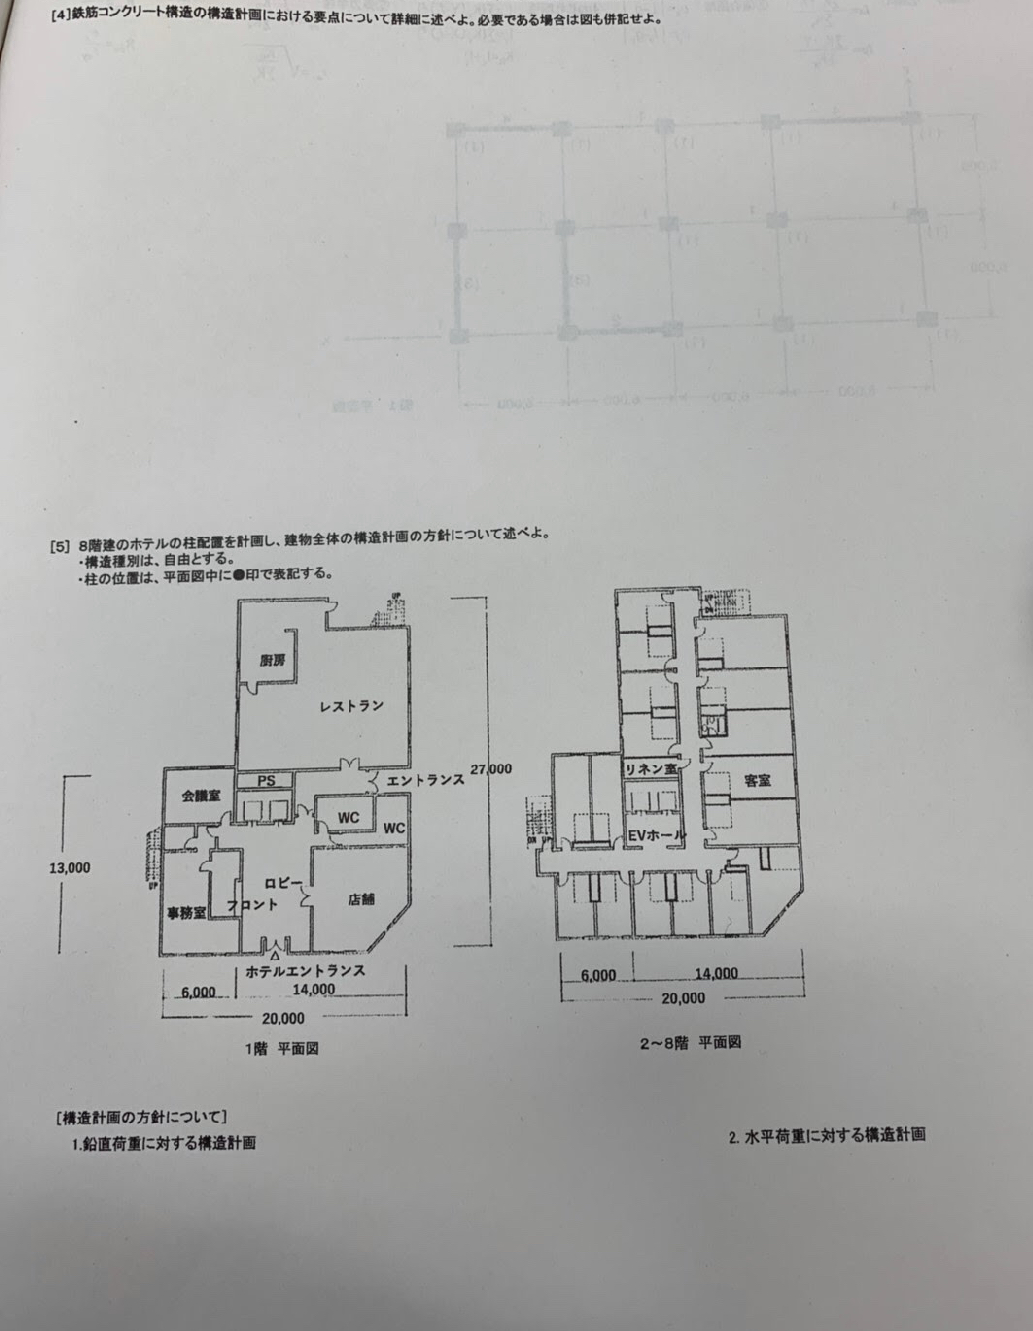 [4]鉄筋コンクリート構造の構造計画における要点について詳細に述べよ。必要である場合は図も併記せよ。
[5] 8階建のホテルの柱配置を計画し、建物全体の構造計画の方針について述べよ。
・構造種別は、自由とする。
・柱の位置は、平面図中に●印で表記する。
UP
厨房
レストラン
PS
エントランス
27,000
会議室
WC
WC
13,000
UP
ロビー
事務室
フロント
店舗
ホテルエントランス
6,000
14,000
20,000
1階 平面図
UP
DN
リネン室
客室
EVホール
DN UP
6,000
14,000
20,000
2〜8階 平面図
[構造計画の方針について]
1.鉛直荷重に対する構造計画
2. 水平荷重に対する構造計画